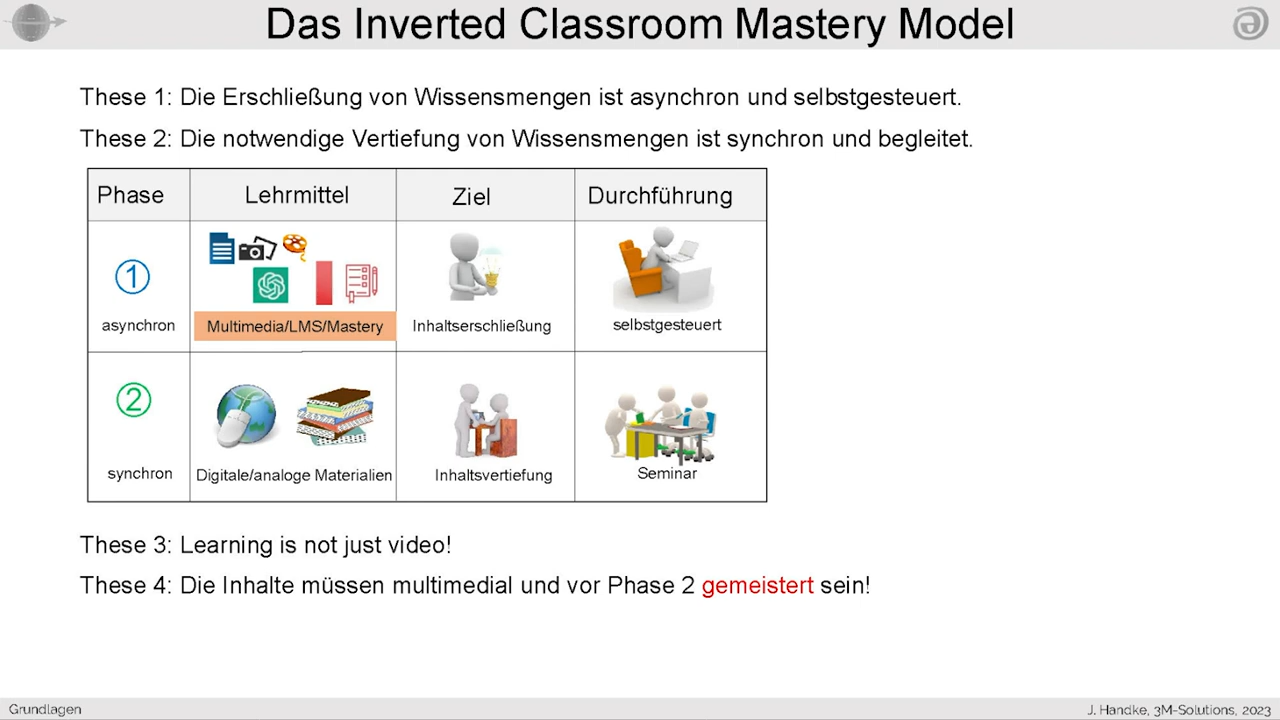 Das Inverted Classroom Mastery Model
These 1: Die Erschließung von Wissensmengen ist asynchron und selbstgesteuert.
These 2: Die notwendige Vertiefung von Wissensmengen ist synchron und begleitet.
Phase Lehrmittel Ziel Durchführung
1
asynchron Multimedia/LMS/Mastery Inhaltserschließung selbstgesteuert
2
synchron Digitale/analoge Materialien Inhaltsvertiefung Seminar
These 3: Learning is not just video!
These 4: Die Inhalte müssen multimedial und vor Phase 2 gemeistert sein!
Grundlagen J. Handke, 3M-Solutions, 2023